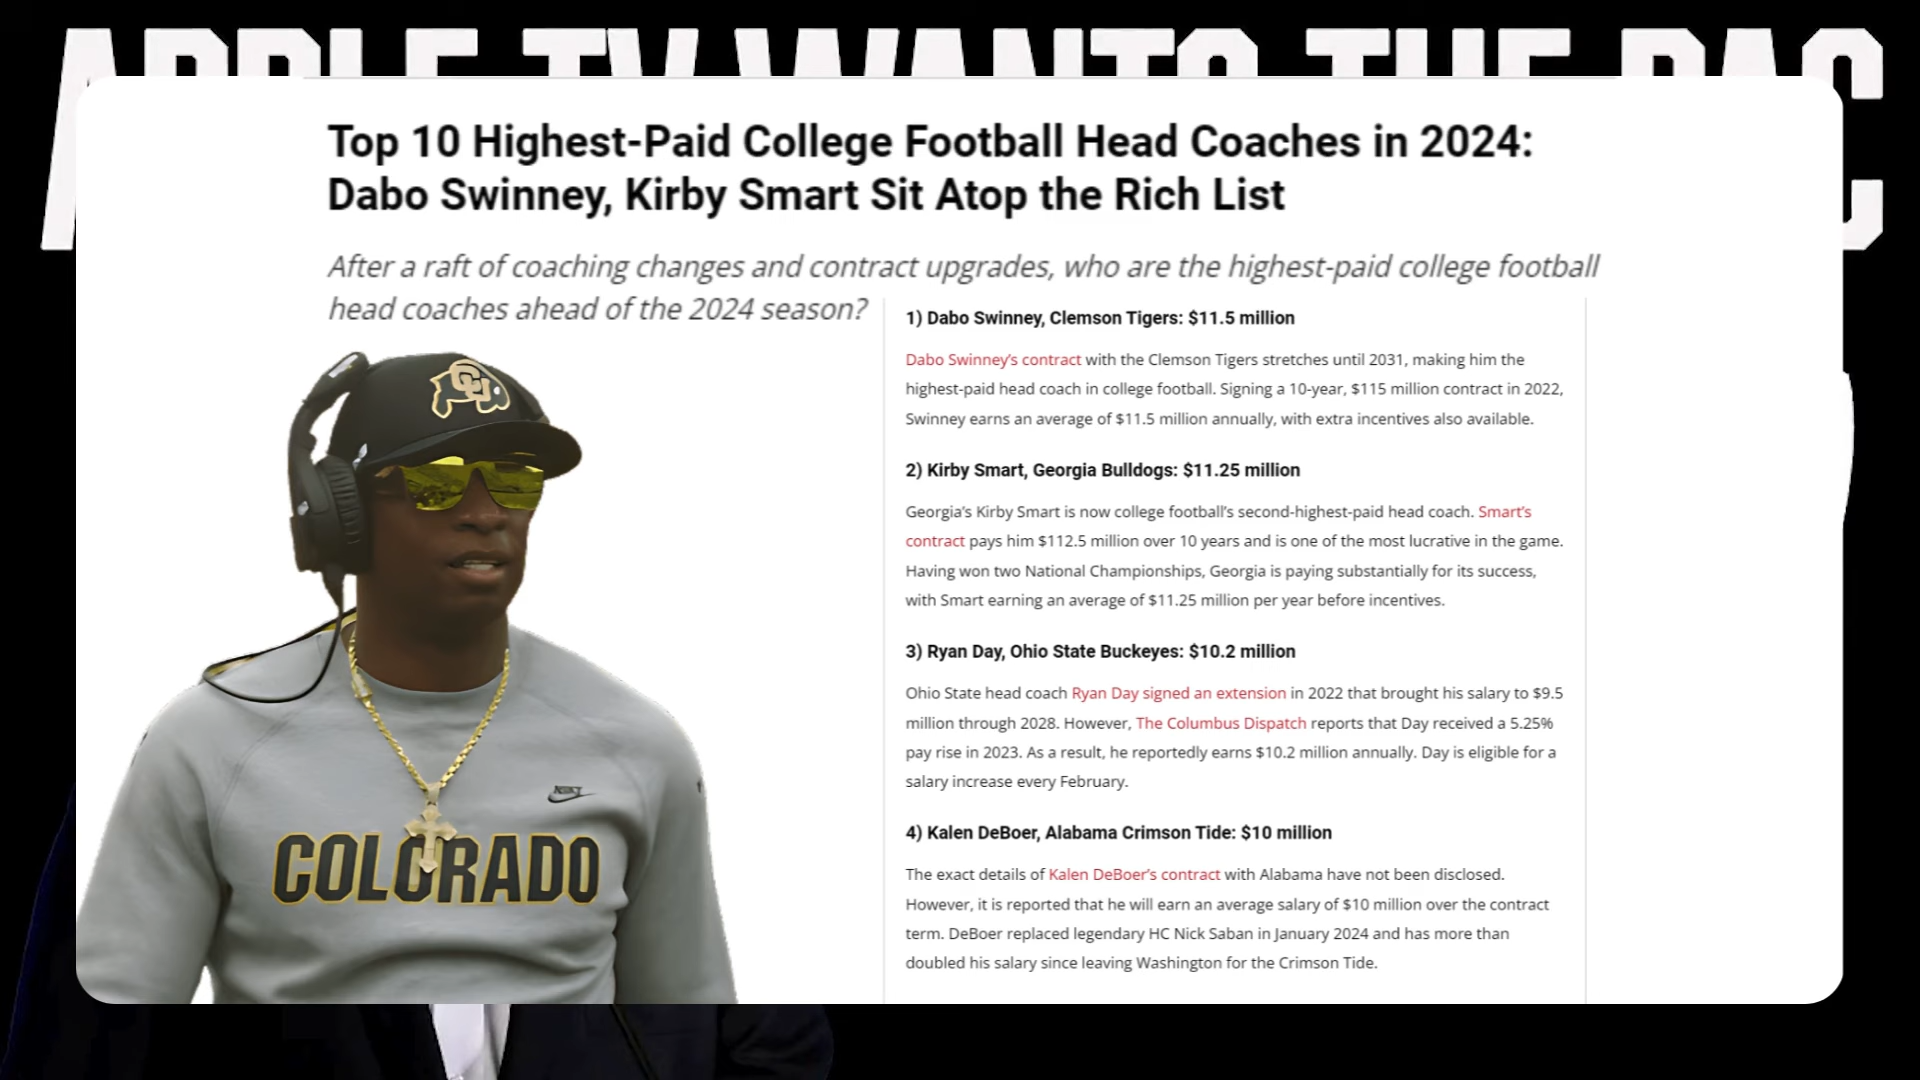 APPLE TV WANTS THE PAC
Top 10 Highest-Paid College Football Head Coaches in 2024:
Dabo Swinney, Kirby Smart Sit Atop the Rich List
After a raft of coaching changes and contract upgrades, who are the highest-paid college football
head coaches ahead of the 2024 season?
1) Dabo Swinney, Clemson Tigers: $11.5 million
Dabo Swinney’s contract with the Clemson Tigers stretches until 2031, making him the
highest-paid head coach in college football. Signing a 10-year, $115 million contract in 2022,
Swinney earns an average of $11.5 million annually, with extra incentives also available.
2) Kirby Smart, Georgia Bulldogs: $11.25 million
Georgia’s Kirby Smart is now college football’s second-highest-paid head coach. Smart’s
contract pays him $112.5 million over 10 years and is one of the most lucrative in the game.
Having won two National Championships, Georgia is paying substantially for its success,
with Smart earning an average of $11.25 million per year before incentives.
3) Ryan Day, Ohio State Buckeyes: $10.2 million
Ohio State head coach Ryan Day signed an extension in 2022 that brought his salary to $9.5
million through 2028. However, The Columbus Dispatch reports that Day received a 5.25%
pay rise in 2023. As a result, he reportedly earns $10.2 million annually. Day is eligible for a
salary increase every February.
4) Kalen DeBoer, Alabama Crimson Tide: $10 million
The exact details of Kalen DeBoer’s contract with Alabama have not been disclosed.
However, it is reported that he will earn an average salary of $10 million over the contract
term. DeBoer replaced legendary HC Nick Saban in January 2024 and has more than
doubled his salary since leaving Washington for the Crimson Tide.
CU
COLORADO